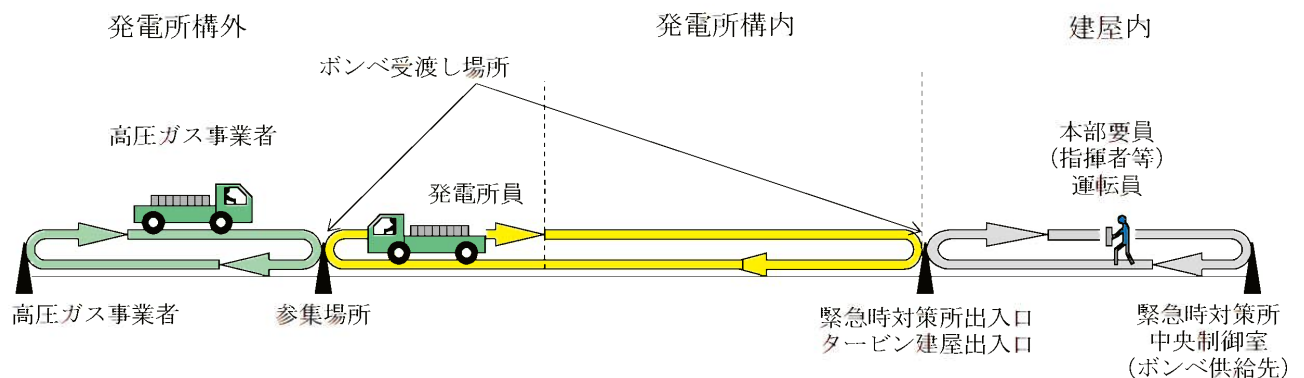 発電所構外
発電所構内
建屋内
ボンベ受渡し場所
高圧ガス事業者
発電所員
本部要員
(指揮者等)
運転員
高圧ガス事業者
参集場所
緊急時対策所出入口
タービン建屋出入口
緊急時対策所
中央制御室
(ボンベ供給先)